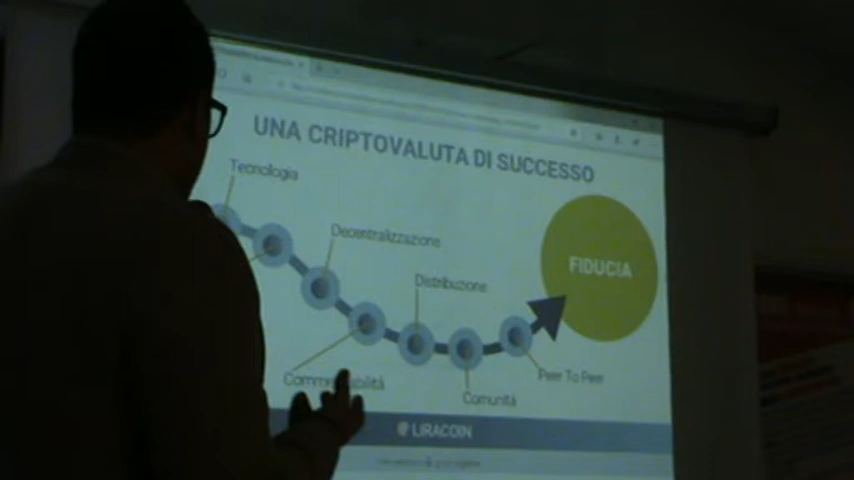 UNA CRIPTOVALUTA DI SUCCESSO
Tecnologia
Decentralizzazione
Distribuzione
FIDUCIA
Peer To Peer
Comunità
@ LIRACOIN